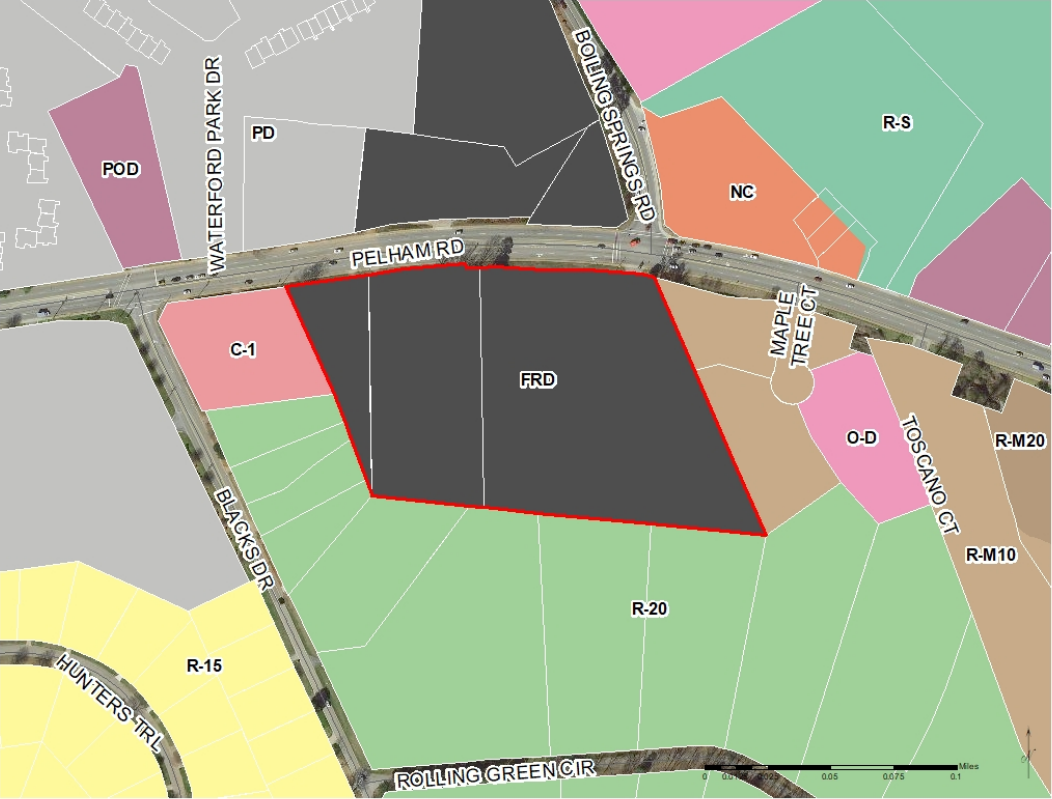 BOILING SPRINGS RD
WATERFORD PARK DR
PD
R-S
POD
NC
PELHAM RD
MAPLE
TREE CT
C-1
FRD
O-D
TOSCANO CT
R-M20
BLACKS DR
R-M10
R-20
R-15
HUNTERS TRL
ROLLING GREEN CIR
Miles
0 0.05 0.075 0.1